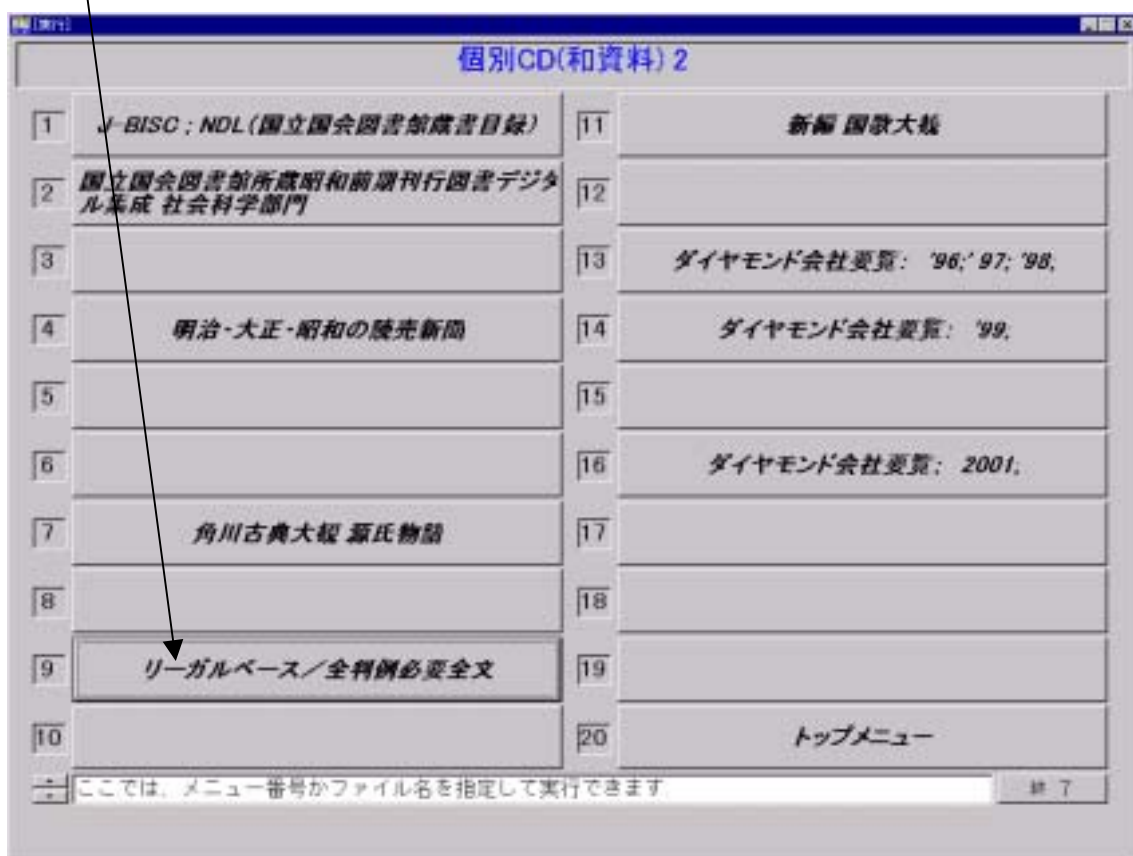 [実行]
個別CD(和資料) 2
1 J-BISC ; NDL(国立国会図書館蔵書目録)
2 国立国会図書館所蔵昭和前期刊行図書デジタ
ル集成 社会科学部門
3
4 明治・大正・昭和の読売新聞
5
6
7 角川古典大観 源氏物語
8
9 リーガルベース／全判例必要全文
10
11 新編 国歌大観
12
13 ダイヤモンド会社要覧: '96;'97; '98,
14 ダイヤモンド会社要覧: '99,
15
16 ダイヤモンド会社要覧; 2001,
17
18
19
20 トップメニュー
ここでは、メニュー番号かファイル名を指定して実行できます
終 了